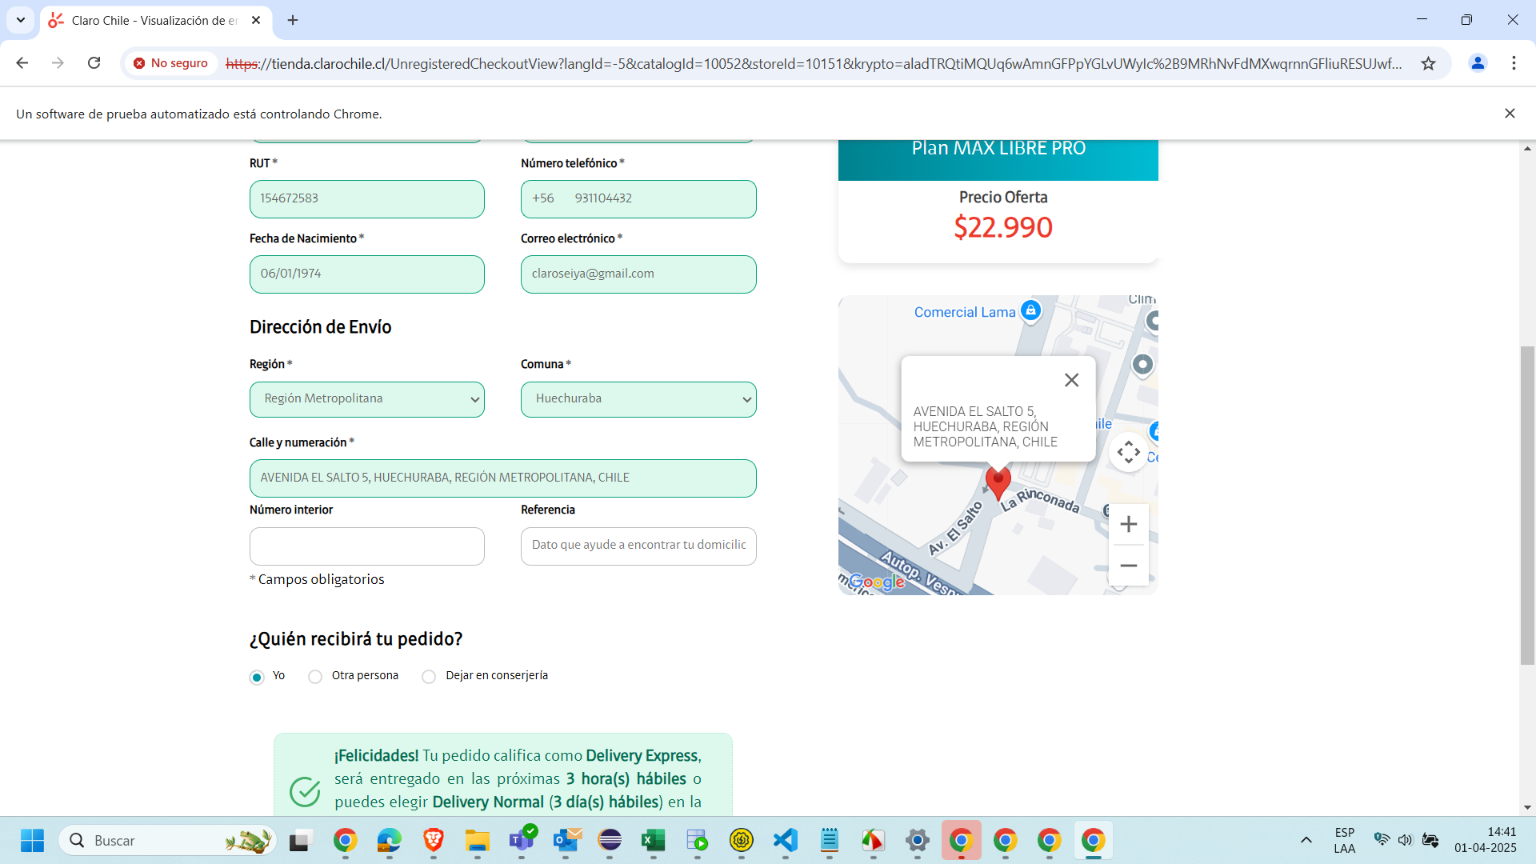 Claro Chile - Visualización de e
No seguro
https://tienda.clarochile.cl/UnregisteredCheckoutView?langId=-5&catalogId=10052&storeId=10151&krypto=aladTRQtiMQUq6wAmnGFPpYGLvUWyIc%2B9MRhNvFdMXwqrnnGFliuRESUJwf...
Un software de prueba automatizado está controlando Chrome.
RUT *
Número telefónico *
154672583
+56 931104432
Fecha de Nacimiento *
Correo electrónico *
06/01/1974
claroseiya@gmail.com
Dirección de Envío
Región *
Comuna *
Región Metropolitana
Huechuraba
Calle y numeración *
AVENIDA EL SALTO 5, HUECHURABA, REGIÓN METROPOLITANA, CHILE
Número interior
Referencia
Dato que ayude a encontrar tu domicilic
* Campos obligatorios
¿Quién recibirá tu pedido?
Yo
Otra persona
Dejar en conserjería
¡Felicidades! Tu pedido califica como Delivery Express,
será entregado en las próximas 3 hora(s) hábiles o
puedes elegir Delivery Normal (3 día(s) hábiles) en la
Plan MAX LIBRE PRO
Precio Oferta
$22.990
Clim
Comercial Lama
AVENIDA EL SALTO 5,
HUECHURABA, REGIÓN
METROPOLITANA, CHILE
ile
Ce
La Rinconada
Av. El Salto
Autop. Vesp
Google
Buscar
ESP
LAA
14:41
01-04-2025